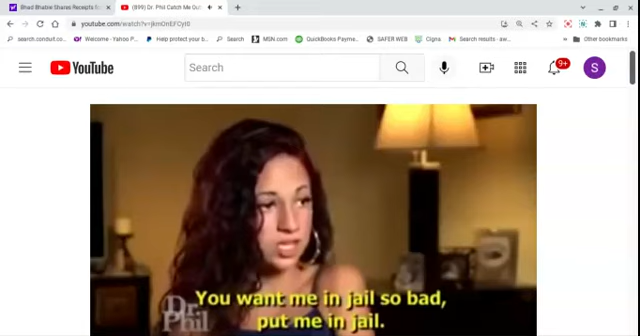 Bhad Bhabie Shares Receipts
(899) Dr. Phil Catch Me Ou
youtube.com/watch?v=jkm0nEFCyI0
search.conduit.co...
Welcome - Yahoo P...
Help protect your b...
Search
MSN.com
QuickBooks Payme...
SAFER WEB
Cigna
Search results - aw...
Other bookmarks
YouTube
Search
9+
S
You want me in jail so bad,
put me in jail.
Dr.
Phil